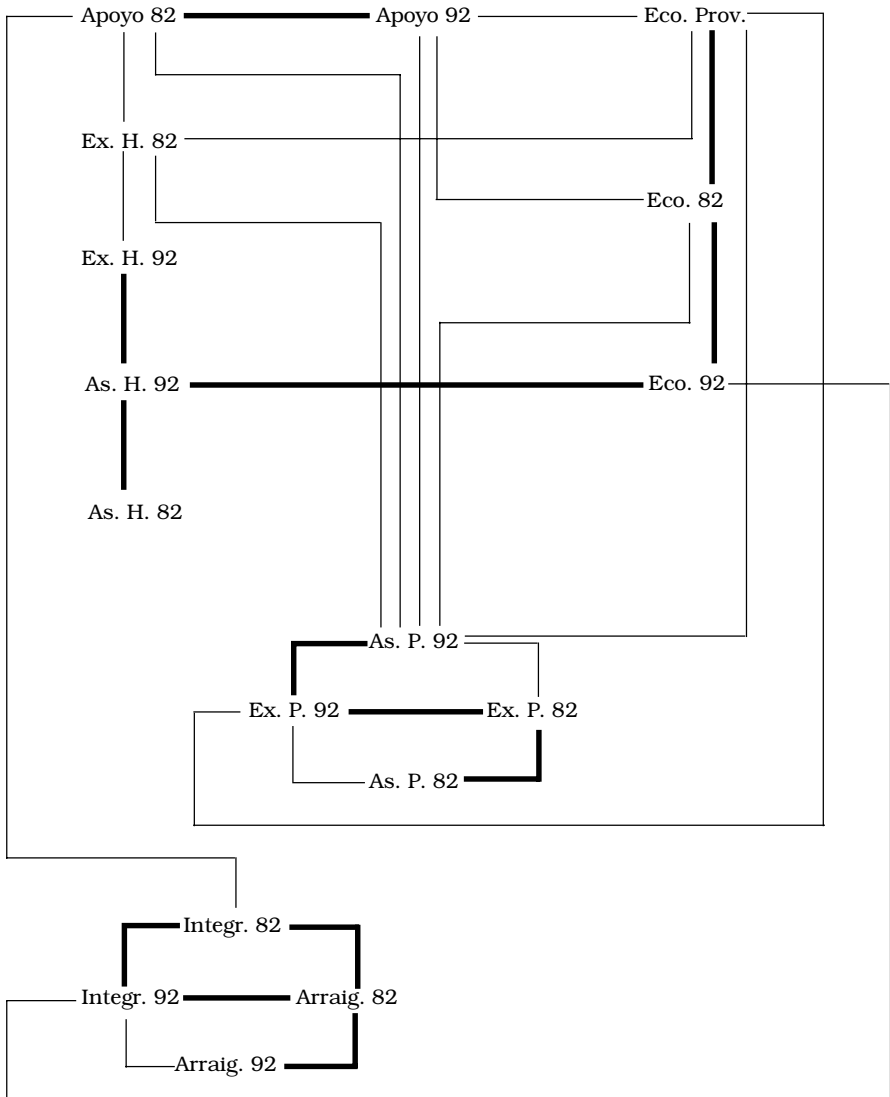 Apoyo 82 Apoyo 92 Eco. Prov.
Ex. H. 82
Eco. 82
Ex. H. 92
As. H. 92 Eco. 92
As. H. 82
As. P. 92
Ex. P. 92 Ex. P. 82
As. P. 82
Integr. 82
Integr. 92 Arraig. 82
Arraig. 92